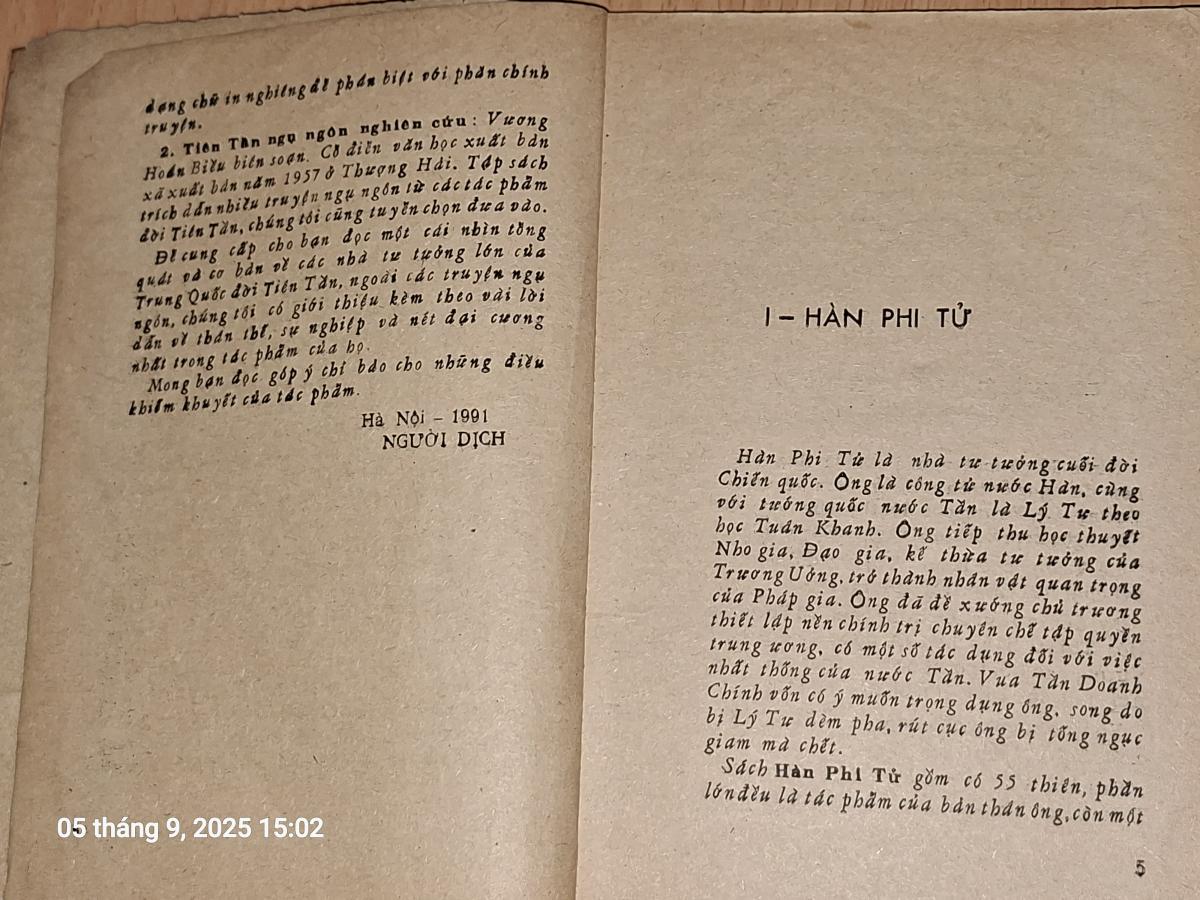 dạng chữ in nghiêng để phân biệt với phần chính
truyện.
2. Tiên Tần ngụ ngôn nghiên cứu : Vương
Hoán Biều biên soạn. Cổ điển văn học xuất bản
xã xuất bản năm 1957 ở Thượng Hải. Tập sách
trích dẫn nhiều truyện ngụ ngôn từ các tác phẩm
đời Tiên Tần, chúng tôi cũng tuyển chọn đưa vào.
Để cung cấp cho bạn đọc một cái nhìn tổng
quát và cơ bản về các nhà tư tưởng lớn của
Trung Quốc đời Tiên Tần, ngoài các truyện ngụ
ngôn, chúng tôi có giới thiệu kèm theo vài lời
dẫn về thân thế, sự nghiệp và nét đại cương
nhất trong tác phẩm của họ.
Mong bạn đọc góp ý chỉ bảo cho những điều
khiếm khuyết của tác phẩm.
Hà Nội – 1991
NGƯỜI DỊCH
I – HÀN PHI TỬ
Hàn Phi Tử là nhà tư tưởng cuối đời
Chiến quốc. Ông là công tử nước Hàn, cùng
với tướng quốc nước Tần là Lý Tư theo
học Tuân Khanh. Ông tiếp thu học thuyết
Nho gia, Đạo gia, kế thừa tư tưởng của
Trương Ưởng, trở thành nhân vật quan trọng
của Pháp gia. Ông đã đề xướng chủ trương
thiết lập nền chính trị chuyên chế tập quyền
trung ương, có một số tác dụng đối với việc
nhất thống của nước Tần. Vua Tần Doanh
Chính vốn có ý muốn trọng dụng ông, song do
bị Lý Tư dèm pha, rút cục ông bị tống ngục
giam mà chết.
Sách Hàn Phi Tử gồm có 55 thiên, phần
lớn đều là tác phẩm của bản thân ông, còn một
5
05 tháng 9, 2025 15:02